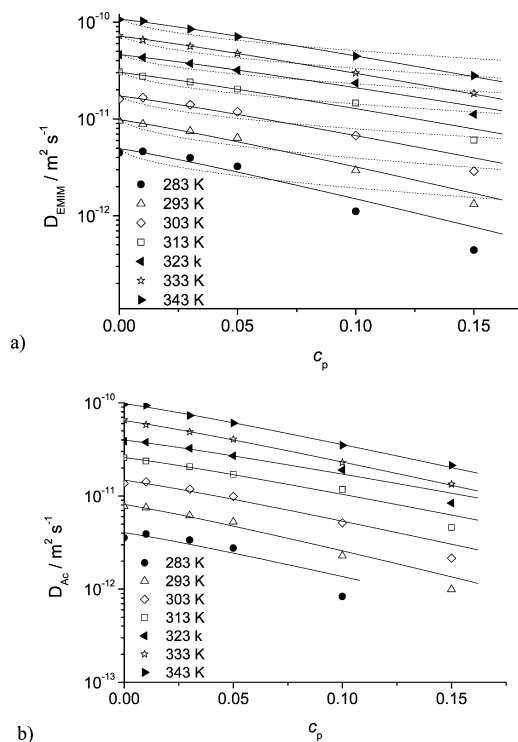 10⁻¹⁰
10⁻¹¹
10⁻¹²
D_EMIM / m² s⁻¹
283 K
293 K
303 K
313 K
323 k
333 K
343 K
0.00 0.05 0.10 0.15
c_p
a)
10⁻¹⁰
10⁻¹¹
10⁻¹²
10⁻¹³
D_Ac / m² s⁻¹
283 K
293 K
303 K
313 K
323 k
333 K
343 K
0.00 0.05 0.10 0.15
c_p
b)